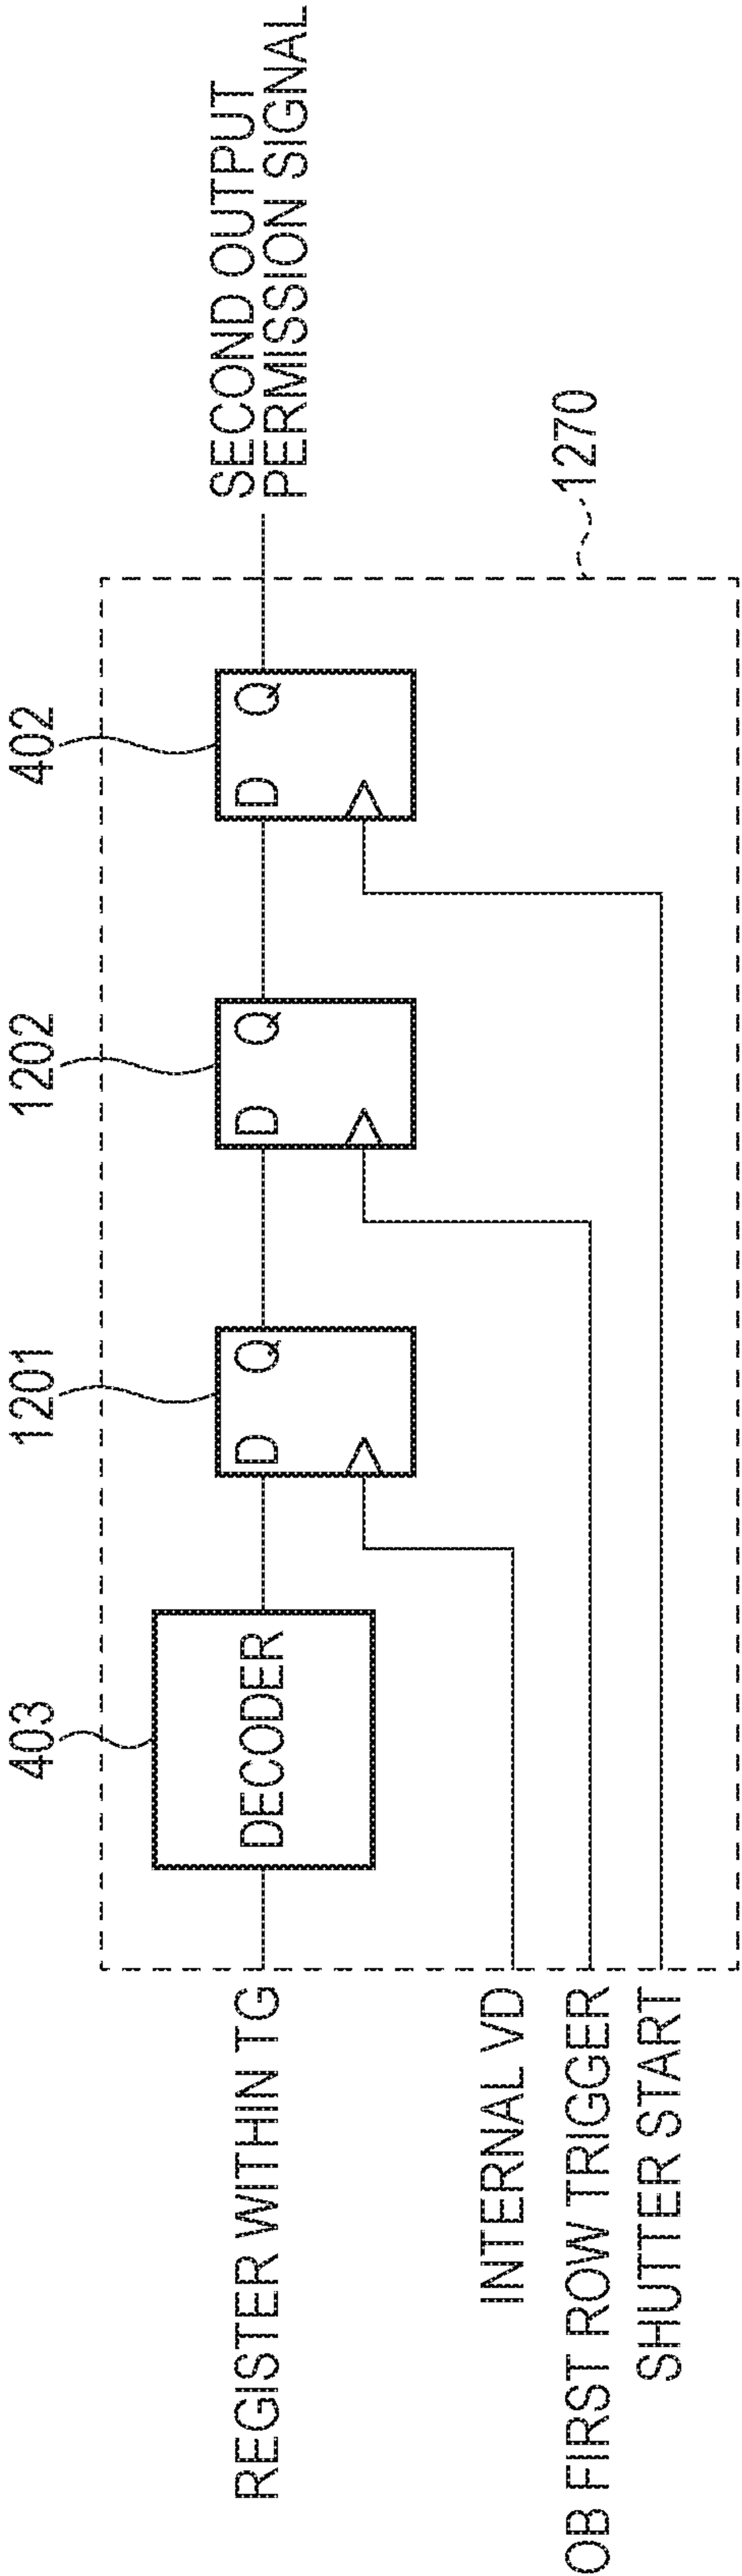 403
1201
1202
402
REGISTER WITHIN TG
DECODER
D Q
D Q
D Q
SECOND OUTPUT
PERMISSION SIGNAL
INTERNAL VD
OB FIRST ROW TRIGGER
SHUTTER START
1270